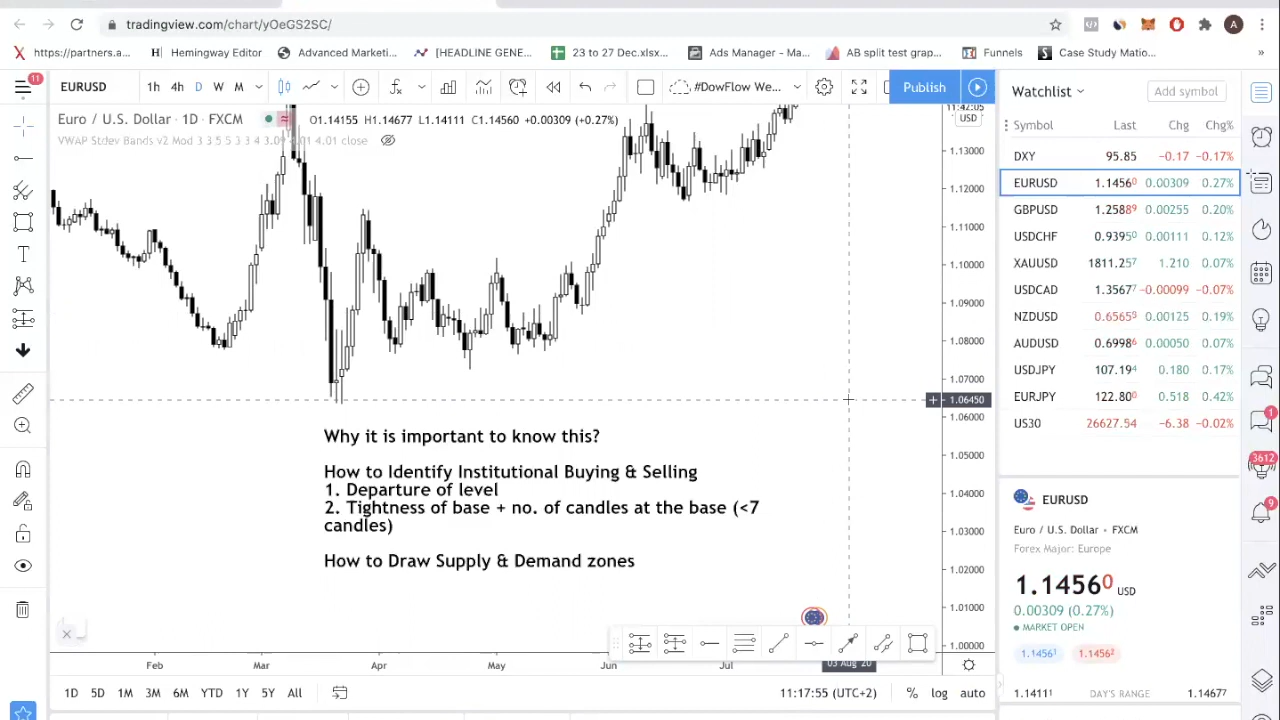 tradingview.com/chart/yOeGS2SC/
A
https://partners.a...
Hemingway Editor
Advanced Marketi...
[HEADLINE GENE...
23 to 27 Dec.xlsx...
Ads Manager - Ma...
AB split test grap...
Funnels
Case Study Matio...
»
11
EURUSD
1h 4h D W M
#DowFlow We...
Publish
Watchlist
Add symbol
Euro / U.S. Dollar · 1D · FXCM
O1.14155 H1.14677 L1.14111 C1.14560 +0.00309 (+0.27%)
VWAP Stdev Bands v2 Mod 3 3 5 5 3 3 4 3.09 4.01 4.01 close
11:42:05
USD
1.13000
1.12000
1.11000
1.10000
1.09000
1.08000
1.07000
1.06450
1.06000
1.05000
1.04000
1.03000
1.02000
1.01000
1.00000
Symbol Last Chg Chg%
DXY 95.85 −0.17 −0.17%
EURUSD 1.14560 0.00309 0.27%
GBPUSD 1.25889 0.00255 0.20%
USDCHF 0.93950 0.00111 0.12%
XAUUSD 1811.257 1.210 0.07%
USDCAD 1.35677 −0.00099 −0.07%
NZDUSD 0.65659 0.00125 0.19%
AUDUSD 0.69986 0.00050 0.07%
USDJPY 107.194 0.180 0.17%
EURJPY 122.800 0.518 0.42%
US30 26627.54 −6.38 −0.02%
1
3612
9
Why it is important to know this?
How to Identify Institutional Buying & Selling
1. Departure of level
2. Tightness of base + no. of candles at the base (<7
candles)
How to Draw Supply & Demand zones
EURUSD
Euro / U.S. Dollar • FXCM
Forex Major: Europe
1.14560 USD
0.00309 (0.27%)
MARKET OPEN
1.14561 1.14562
1.14111 DAY'S RANGE 1.14677
Feb Mar Apr May Jun Jul
03 Aug 20
1D 5D 1M 3M 6M YTD 1Y 5Y All
11:17:55 (UTC+2)
% log auto